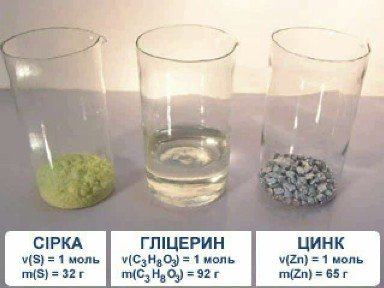 СІРКА
v(S) = 1 моль
m(S) = 32 г
ГЛІЦЕРИН
v(C₃H₈O₃) = 1 моль
m(C₃H₈O₃) = 92 г
ЦИНК
v(Zn) = 1 моль
m(Zn) = 65 г